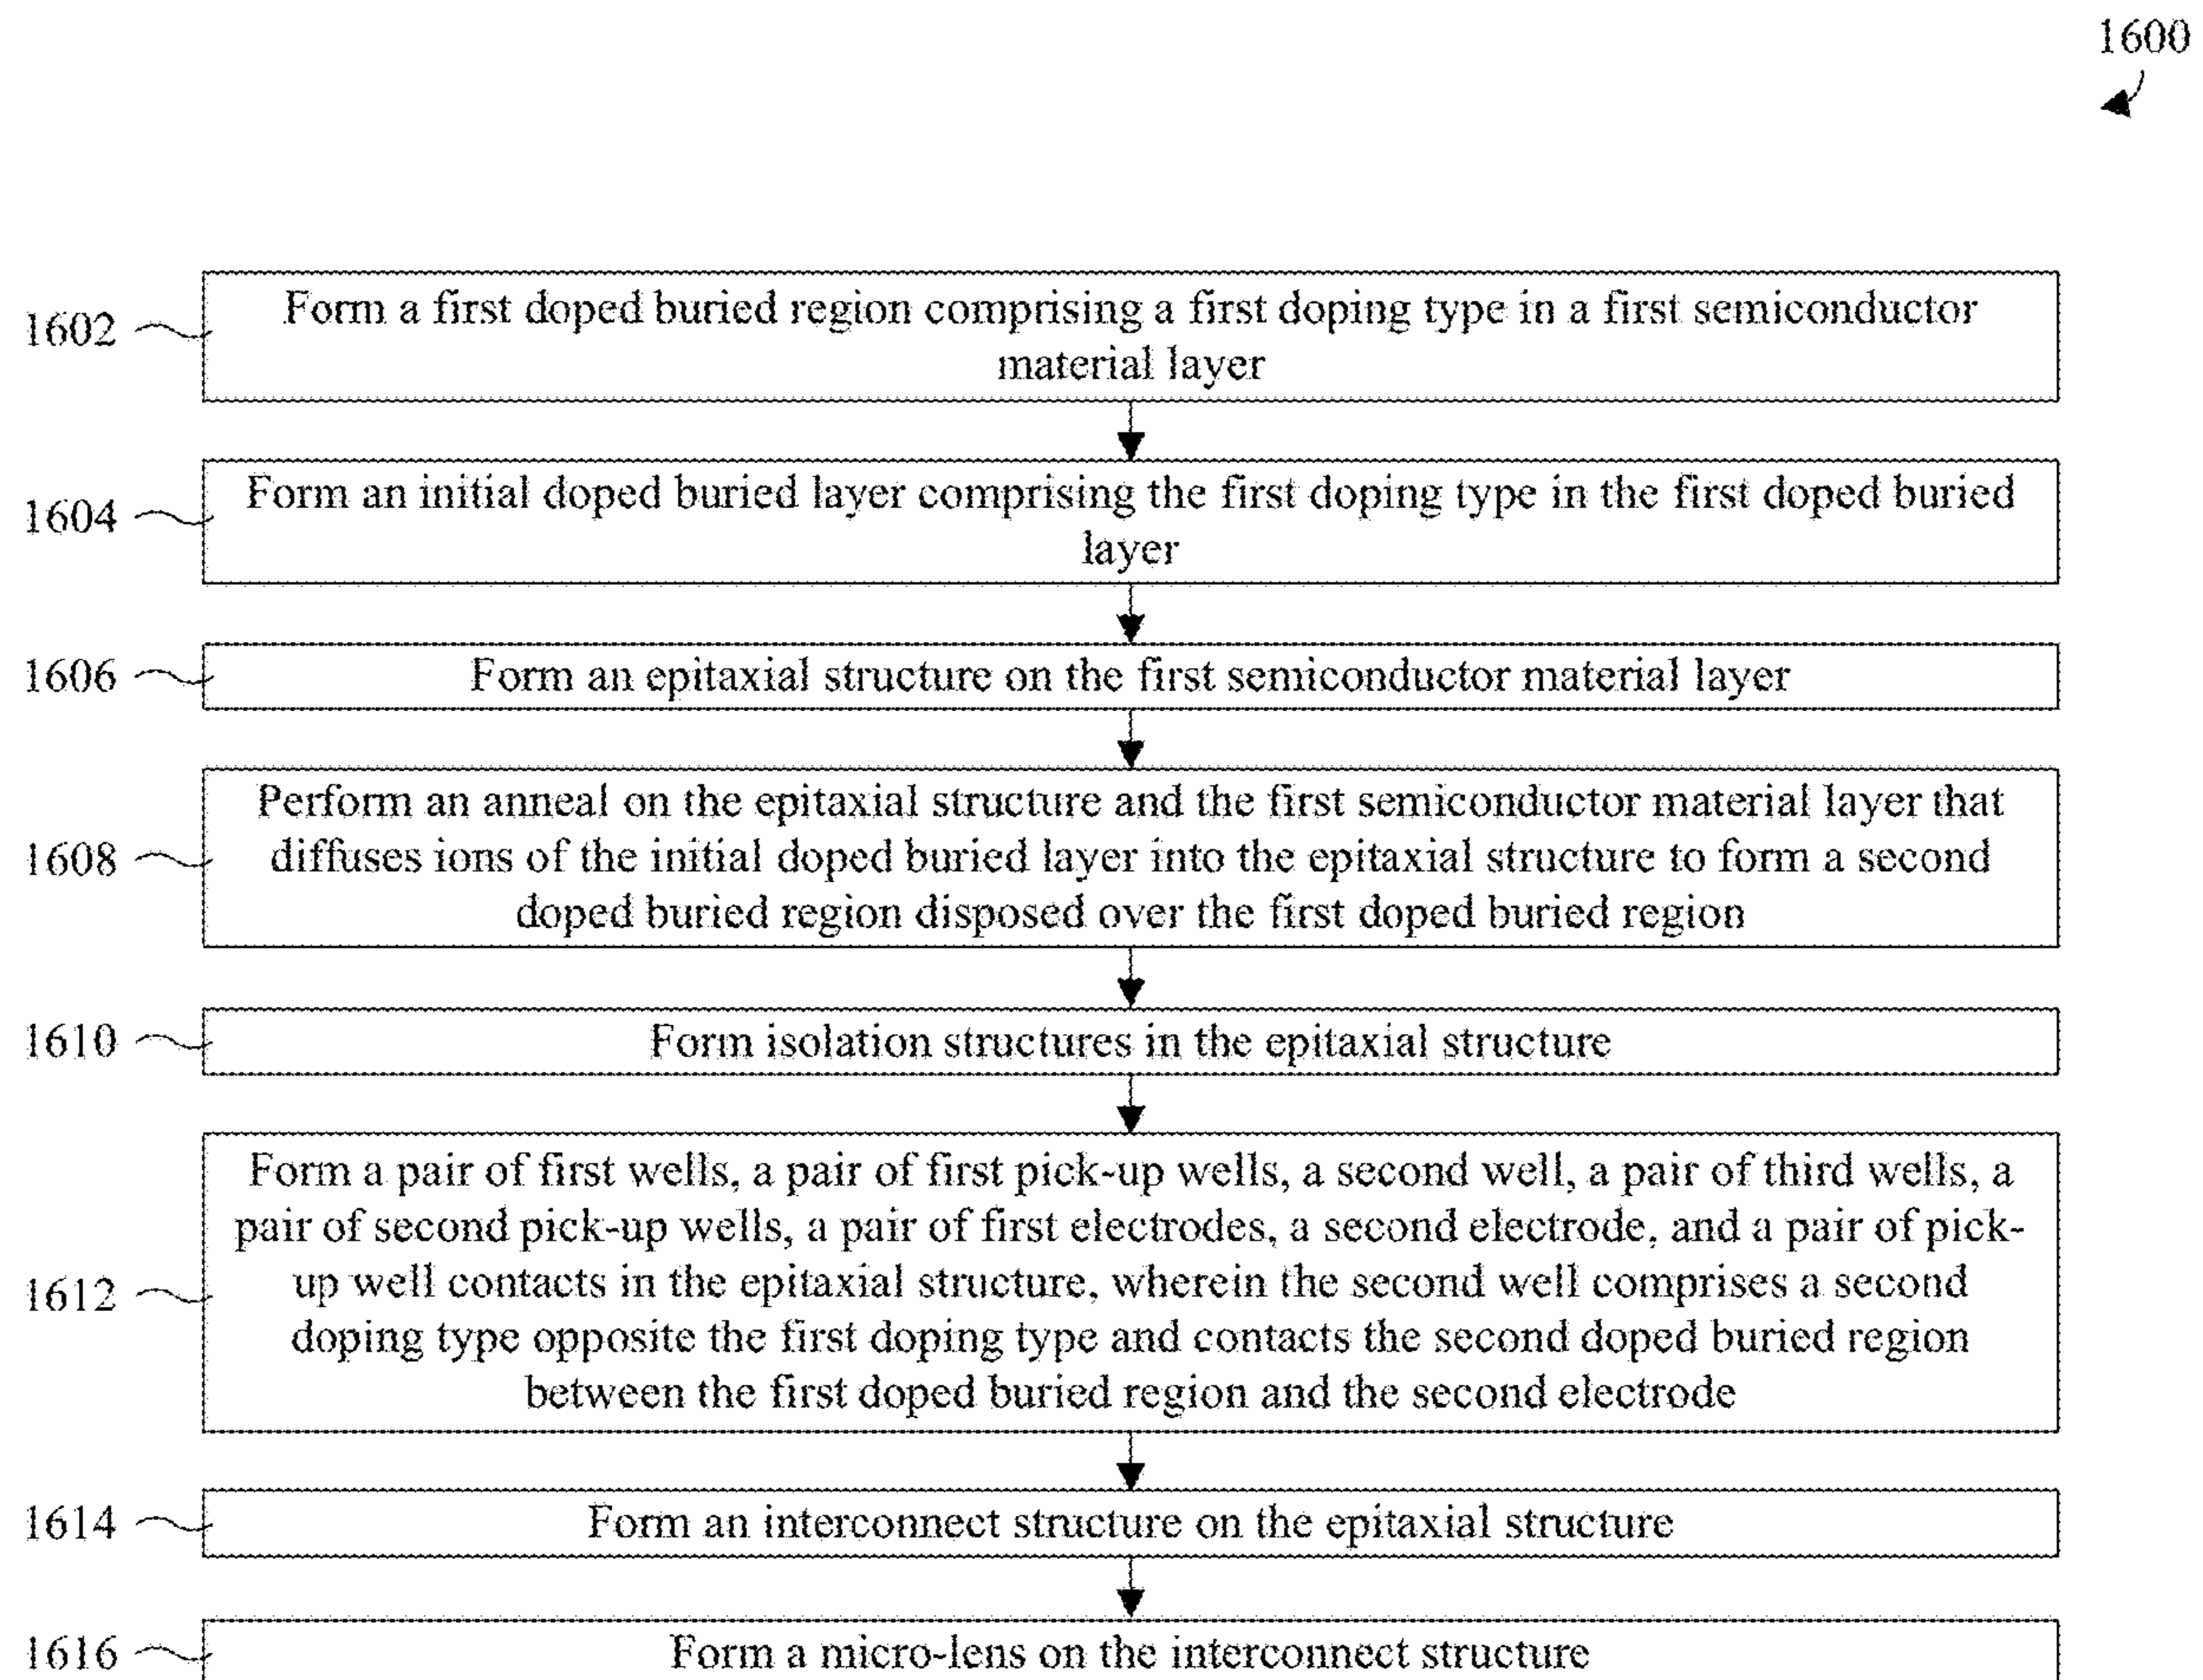 1600
1602
Form a first doped buried region comprising a first doping type in a first semiconductor
material layer
1604
Form an initial doped buried layer comprising the first doping type in the first doped buried
layer
1606
Form an epitaxial structure on the first semiconductor material layer
1608
Perform an anneal on the epitaxial structure and the first semiconductor material layer that
diffuses ions of the initial doped buried layer into the epitaxial structure to form a second
doped buried region disposed over the first doped buried region
1610
Form isolation structures in the epitaxial structure
1612
Form a pair of first wells, a pair of first pick-up wells, a second well, a pair of third wells, a
pair of second pick-up wells, a pair of first electrodes, a second electrode, and a pair of pick-
up well contacts in the epitaxial structure, wherein the second well comprises a second
doping type opposite the first doping type and contacts the second doped buried region
between the first doped buried region and the second electrode
1614
Form an interconnect structure on the epitaxial structure
1616
Form a micro-lens on the interconnect structure